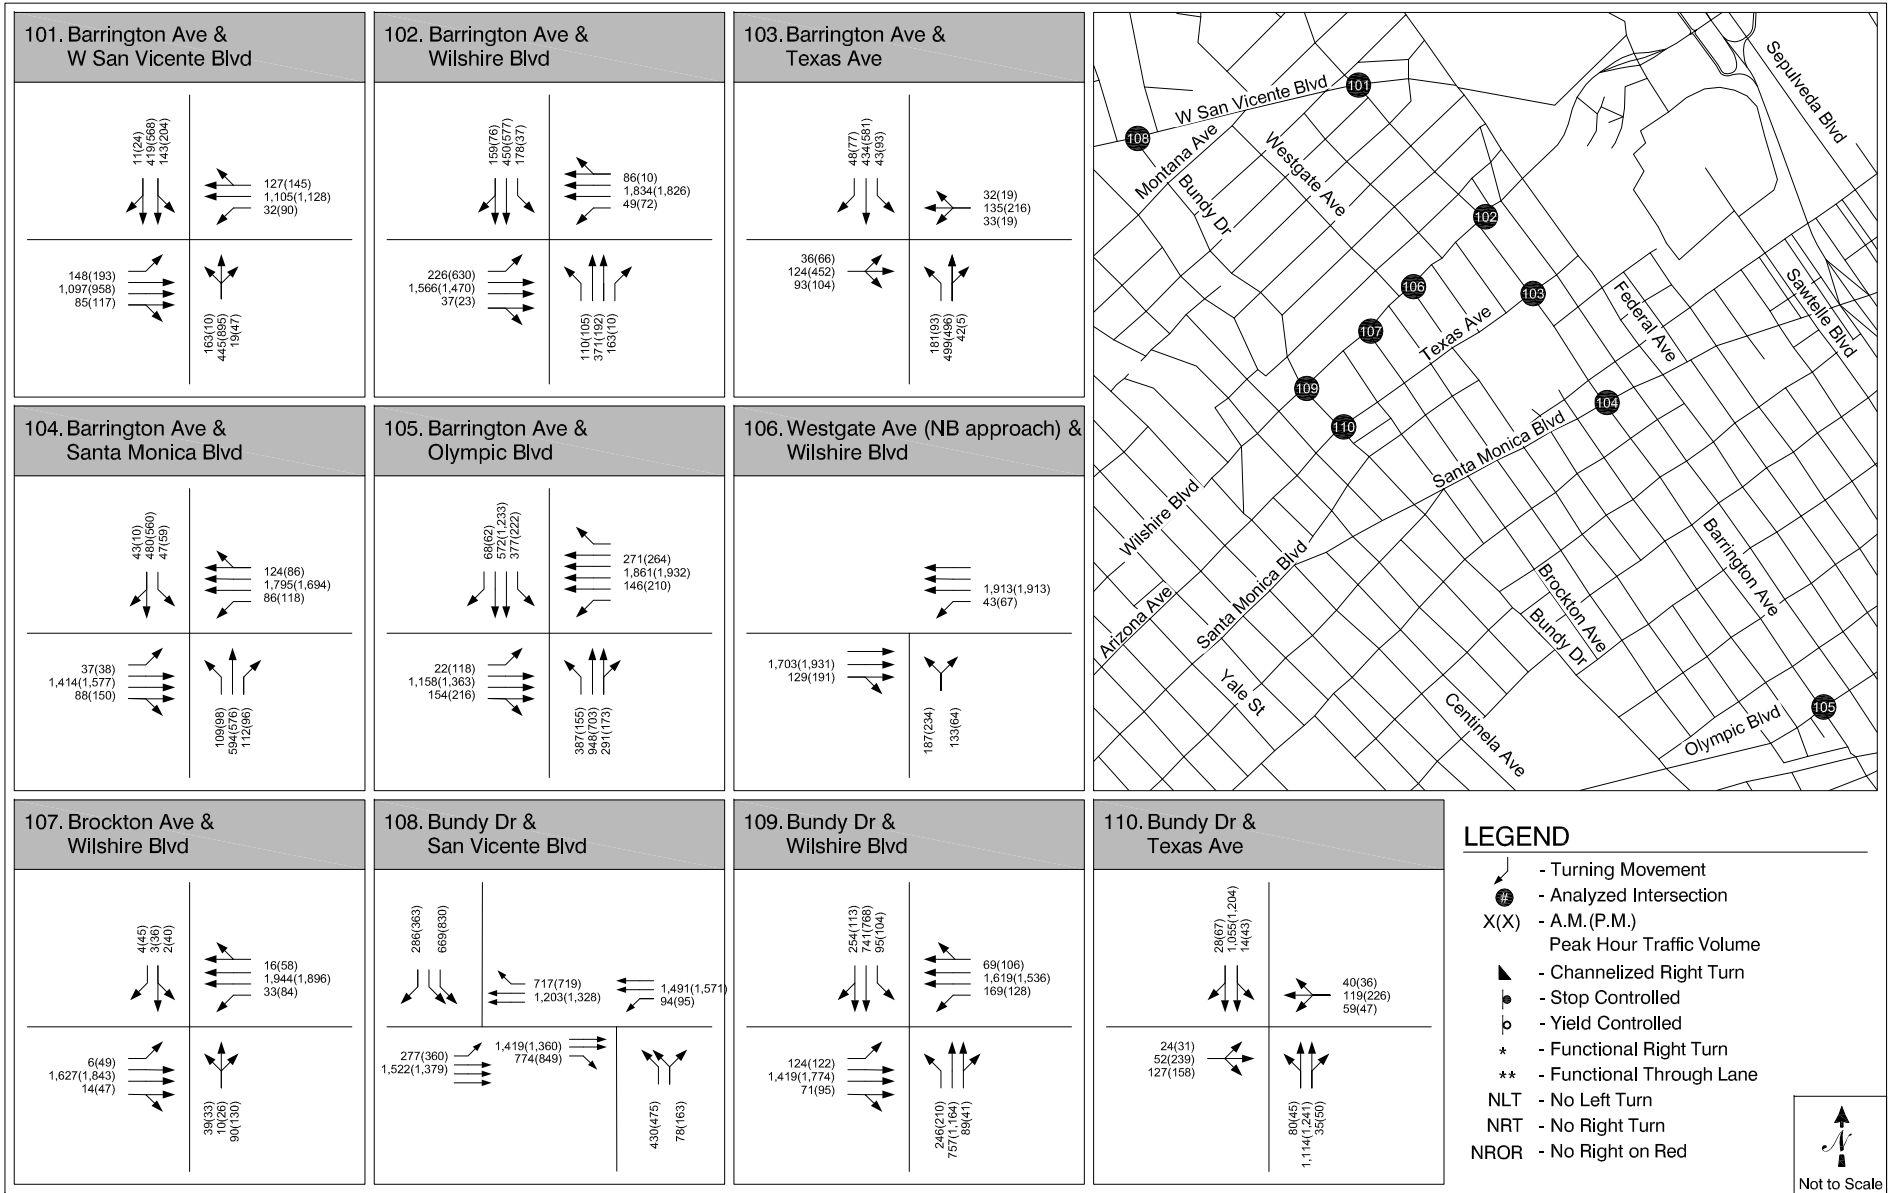 101. Barrington Ave &
W San Vicente Blvd
11(24)
419(568)
143(204)
127(145)
1,105(1,128)
32(90)
148(193)
1,097(958)
85(117)
163(10)
445(895)
19(47)
102. Barrington Ave &
Wilshire Blvd
159(76)
450(577)
178(37)
86(10)
1,834(1,826)
49(72)
226(630)
1,566(1,470)
37(23)
110(105)
371(192)
163(10)
103. Barrington Ave &
Texas Ave
48(77)
434(581)
43(93)
32(19)
135(216)
33(19)
36(66)
124(452)
93(104)
181(93)
499(496)
42(5)
104. Barrington Ave &
Santa Monica Blvd
43(10)
480(560)
47(59)
124(86)
1,795(1,694)
86(118)
37(38)
1,414(1,577)
88(150)
109(98)
594(576)
112(96)
105. Barrington Ave &
Olympic Blvd
68(62)
572(1,233)
377(222)
271(264)
1,861(1,932)
146(210)
22(118)
1,158(1,363)
154(216)
387(155)
948(703)
291(173)
106. Westgate Ave (NB approach) &
Wilshire Blvd
1,913(1,913)
43(67)
1,703(1,931)
129(191)
187(234)
133(64)
107. Brockton Ave &
Wilshire Blvd
4(45)
3(36)
2(40)
16(58)
1,944(1,896)
33(84)
6(49)
1,627(1,843)
14(47)
39(33)
10(26)
90(130)
108. Bundy Dr &
San Vicente Blvd
286(363)
669(830)
717(719)
1,203(1,328)
1,491(1,571)
94(95)
277(360)
1,522(1,379)
1,419(1,360)
774(849)
430(475)
78(163)
109. Bundy Dr &
Wilshire Blvd
254(113)
741(768)
95(104)
69(106)
1,619(1,536)
169(128)
124(122)
1,419(1,774)
71(95)
246(210)
757(1,164)
89(41)
110. Bundy Dr &
Texas Ave
28(67)
1,055(1,204)
14(43)
40(36)
119(226)
59(47)
24(31)
52(239)
127(158)
80(45)
1,114(1,241)
35(50)
W San Vicente Blvd
Sepulveda Blvd
101
108
Montana Ave
Westgate Ave
Bundy Dr
102
106
103
107
Texas Ave
Federal Ave
Sawtelle Blvd
109
110
104
Santa Monica Blvd
Wilshire Blvd
Arizona Ave
Santa Monica Blvd
Brockton Ave
Barrington Ave
Bundy Dr
Yale St
Centinela Ave
Olympic Blvd
105
LEGEND
- Turning Movement
# - Analyzed Intersection
X(X) - A.M.(P.M.)
Peak Hour Traffic Volume
- Channelized Right Turn
- Stop Controlled
- Yield Controlled
* - Functional Right Turn
** - Functional Through Lane
NLT - No Left Turn
NRT - No Right Turn
NROR - No Right on Red
N
Not to Scale